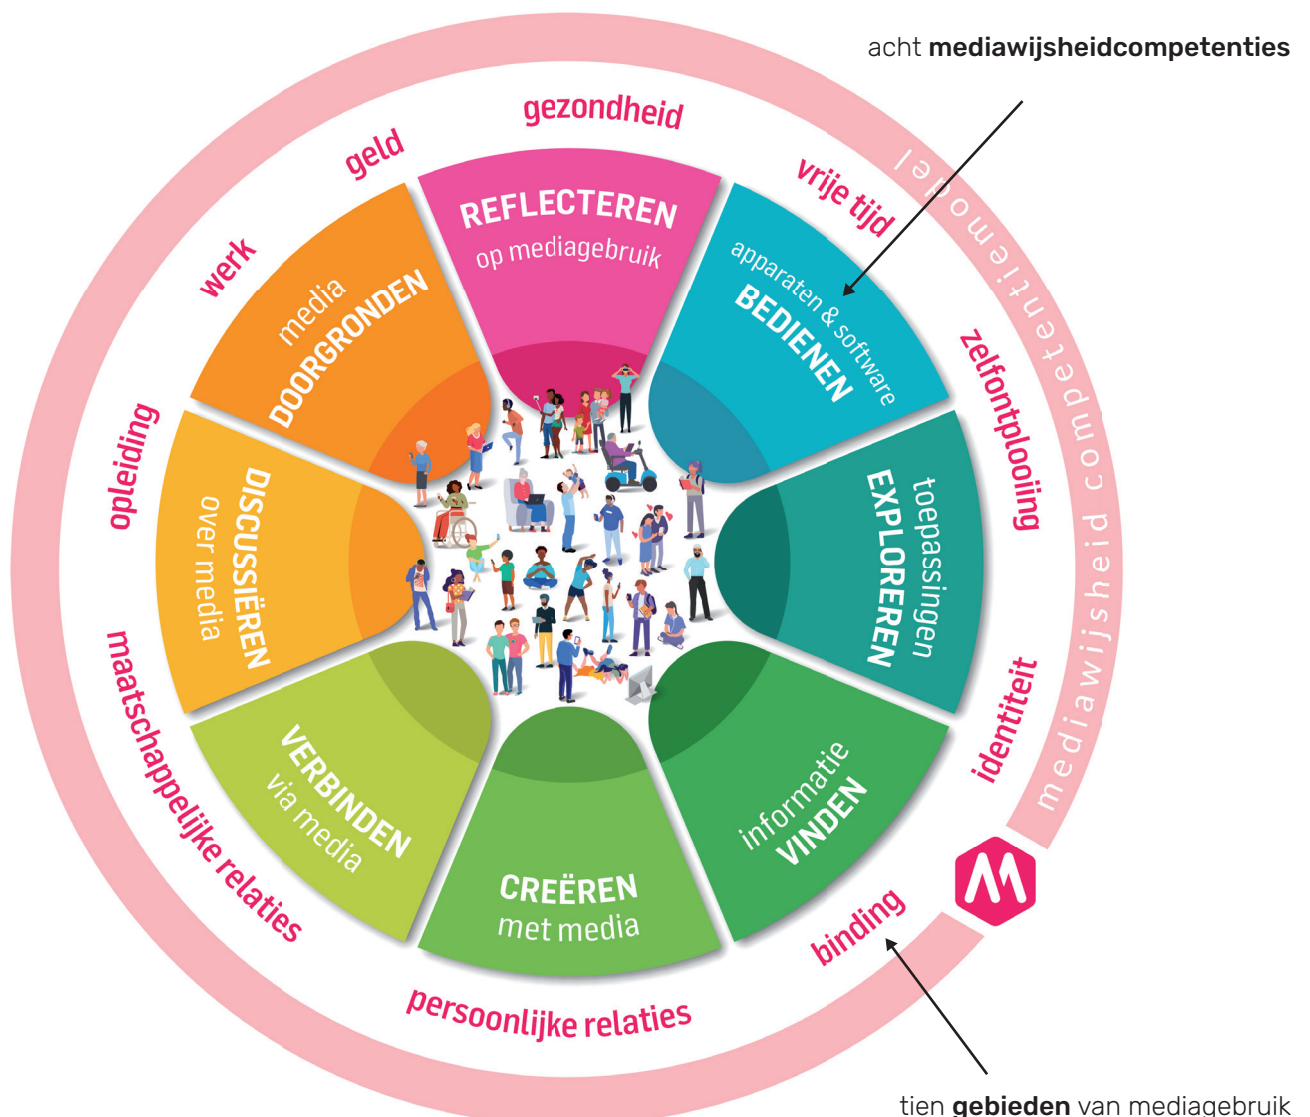 acht mediawijsheidcompetenties
mediawijsheid competentiemodel
gezondheid
vrije tijd
zelfontplooiing
identiteit
binding
persoonlijke relaties
maatschappelijke relaties
opleiding
werk
geld
REFLECTEREN
op mediagebruik
apparaten & software
BEDIENEN
toepassingen
EXPLOREREN
informatie
VINDEN
CREËREN
met media
VERBINDEN
via media
DISCUSSIËREN
over media
media
DOORGRONDEN
tien gebieden van mediagebruik